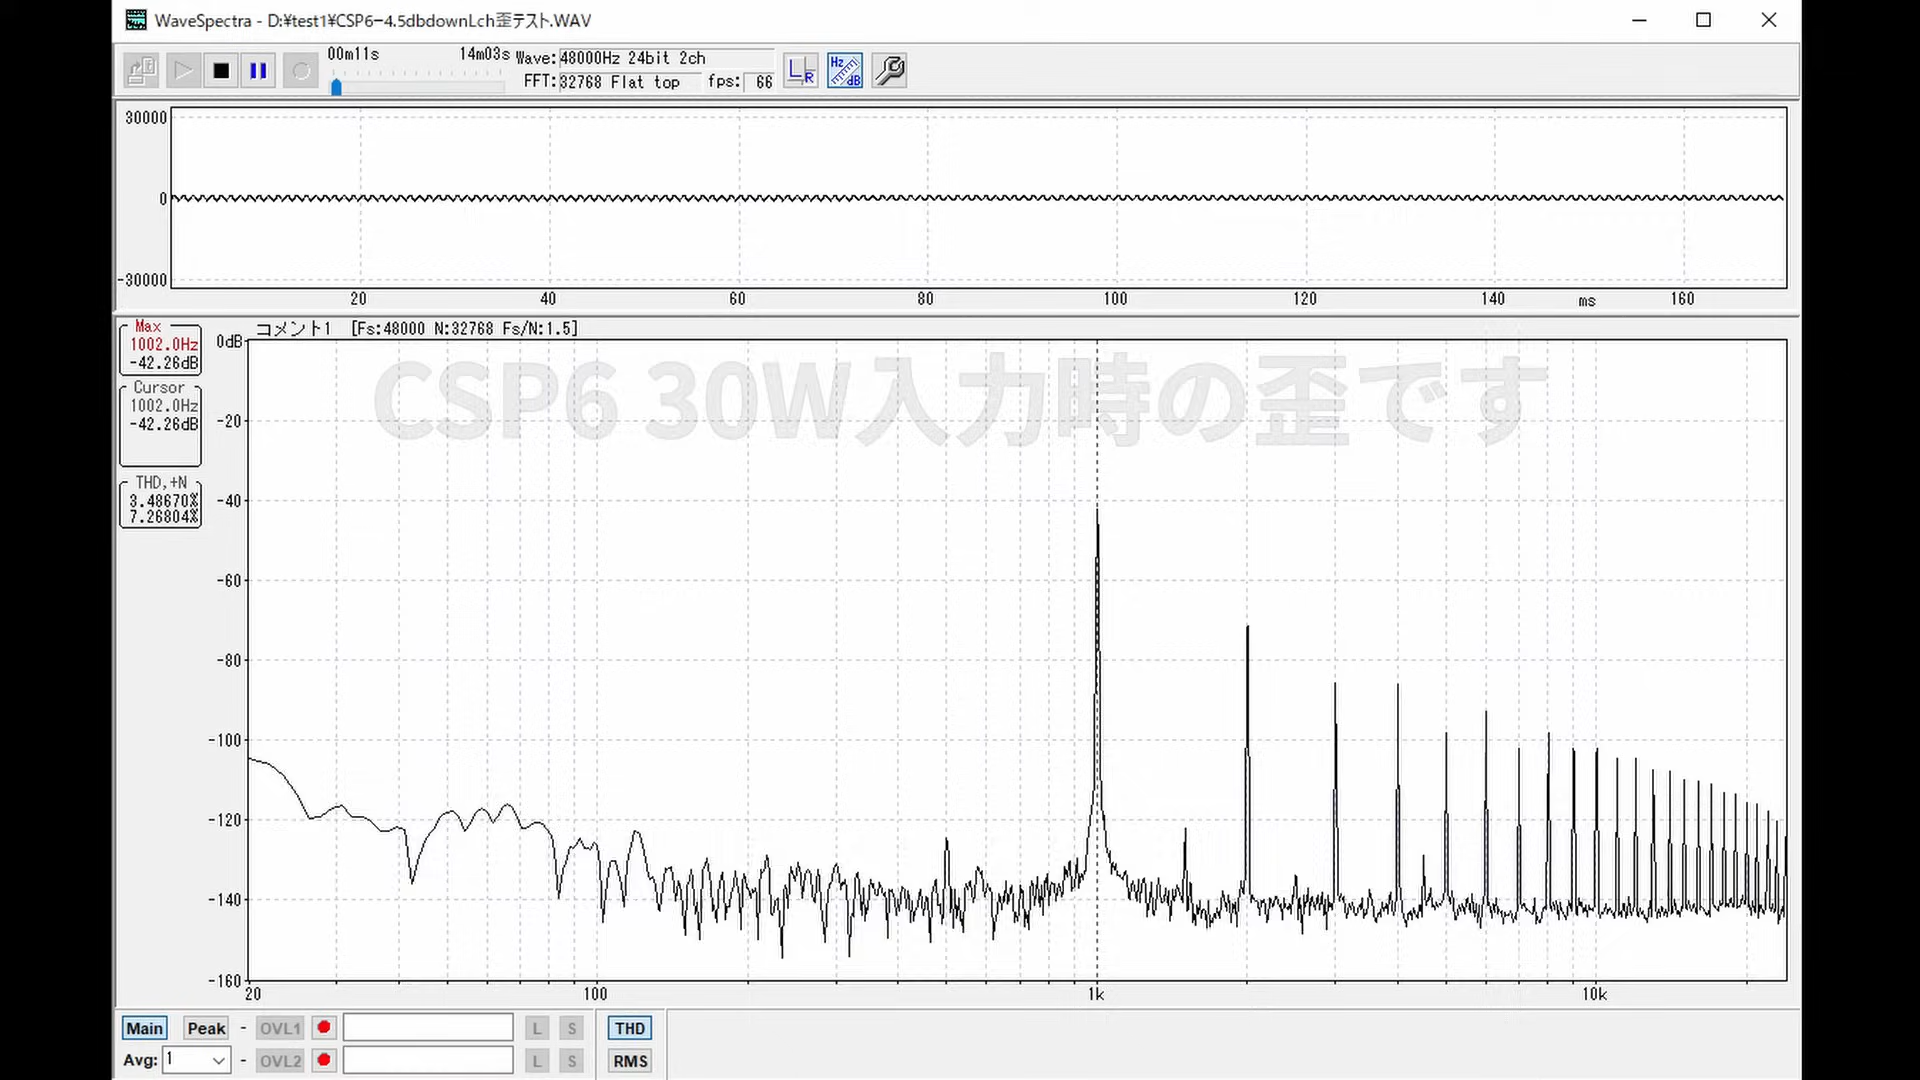 WaveSpectra - D:¥test1¥CSP6-4.5dbdownLch歪テスト.WAV
00m11s 14m03s Wave: 48000Hz 24bit 2ch
FFT: 32768 Flat top fps: 66
L R Hz dB
30000
0
-30000
20 40 60 80 100 120 140 ms 160
Max
1002.0Hz
-42.26dB
Cursor
1002.0Hz
-42.26dB
THD,+N
3.48670%
7.26804%
コメント1 [Fs:48000 N:32768 Fs/N:1.5]
CSP6 30W入力時の歪です
0dB
-20
-40
-60
-80
-100
-120
-140
-160
20 100 1k 10k
Main Peak - OVL1 L S THD
Avg: 1 - OVL2 L S RMS